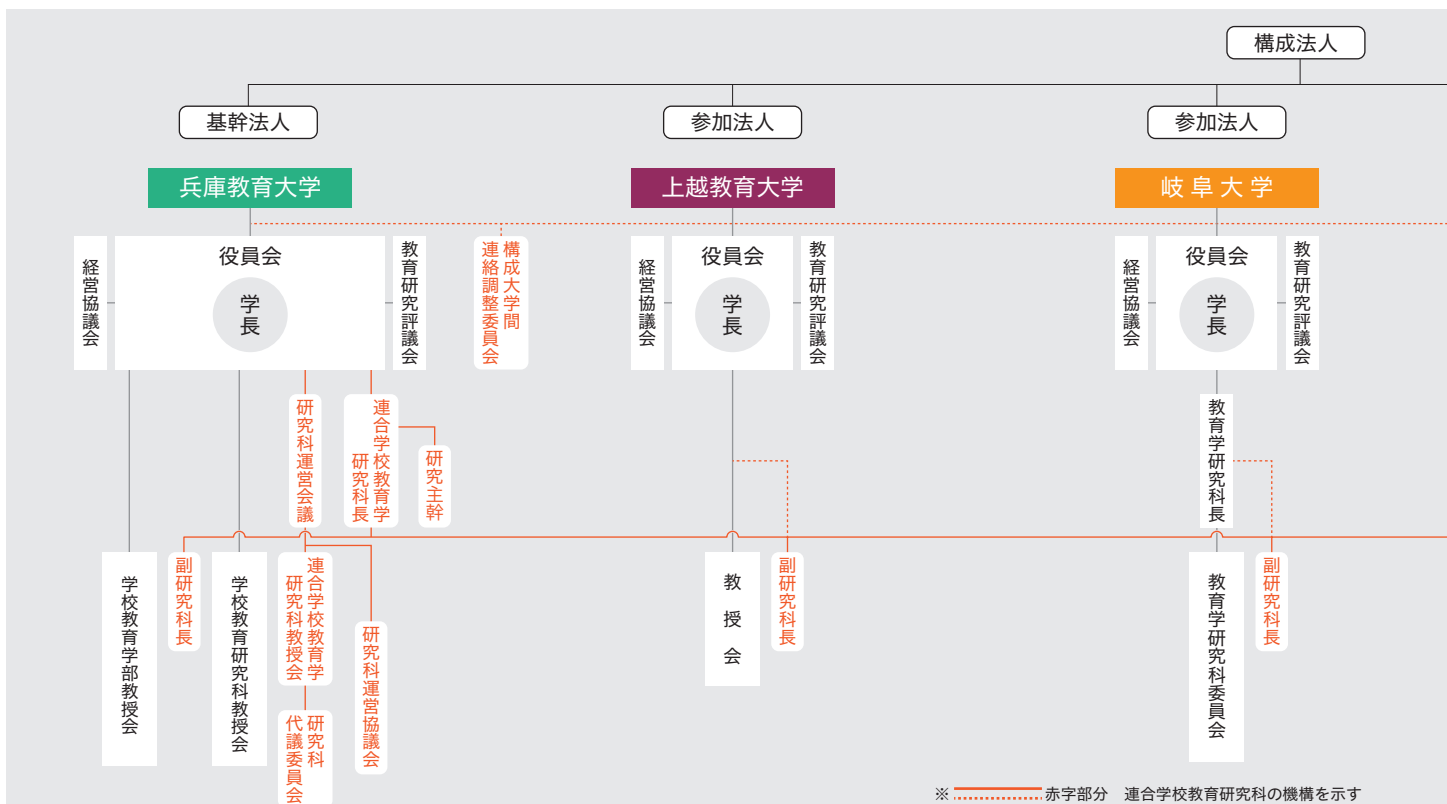 構成法人
基幹法人
参加法人
参加法人
兵庫教育大学
上越教育大学
岐阜大学
経営協議会
役員会
学長
教育研究評議会
構成大学間
連絡調整委員会
経営協議会
役員会
学長
教育研究評議会
経営協議会
役員会
学長
教育研究評議会
研究科運営会議
連合学校教育学
研究科長
研究主幹
教育学研究科長
学校教育学部教授会
副研究科長
学校教育研究科教授会
連合学校教育学
研究科教授会
研究科運営協議会
研究科
代議委員会
教授会
副研究科長
教育学研究科委員会
副研究科長
※ 赤字部分 連合学校教育研究科の機構を示す